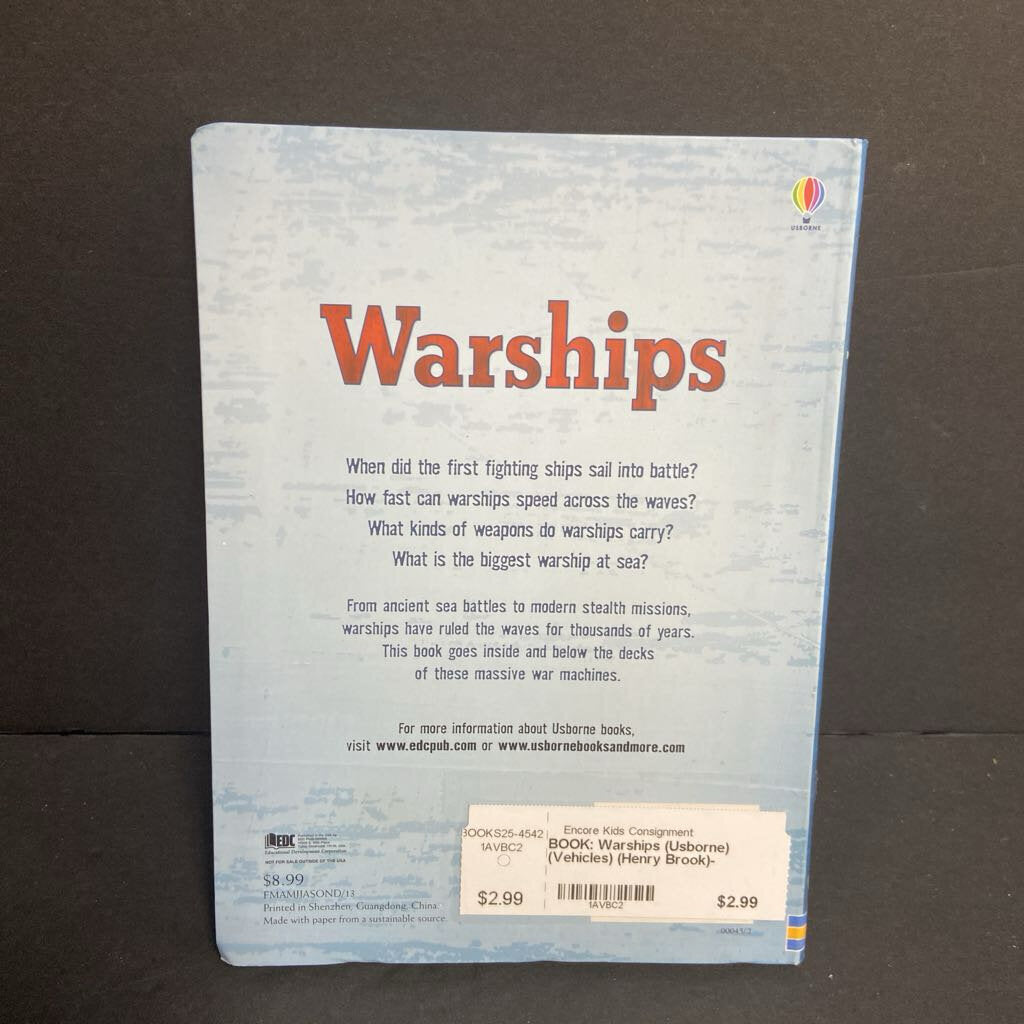 USBORNE
Warships
When did the first fighting ships sail into battle?
How fast can warships speed across the waves?
What kinds of weapons do warships carry?
What is the biggest warship at sea?
From ancient sea battles to modern stealth missions,
warships have ruled the waves for thousands of years.
This book goes inside and below the decks
of these massive war machines.
For more information about Usborne books,
visit www.edcpub.com or www.usbornebooksandmore.com
EDC
Educational Development Corporation
NOT FOR SALE OUTSIDE OF THE USA
$8.99
FMAMJJASOND/13
Printed in Shenzhen, Guangdong, China.
Made with paper from a sustainable source.
BOOKS25-4542
1AVBC2
$2.99
Encore Kids Consignment
BOOK: Warships (Usborne)
(Vehicles) (Henry Brook)-
1AVBC2
$2.99
00043/7